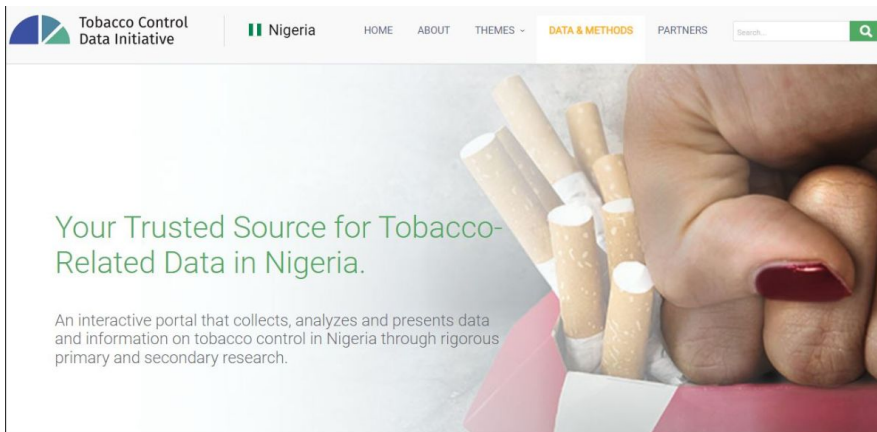 Tobacco Control
Data Initiative
Nigeria
HOME
ABOUT
THEMES
DATA & METHODS
PARTNERS
Search...
Your Trusted Source for Tobacco-
Related Data in Nigeria.
An interactive portal that collects, analyzes and presents data
and information on tobacco control in Nigeria through rigorous
primary and secondary research.